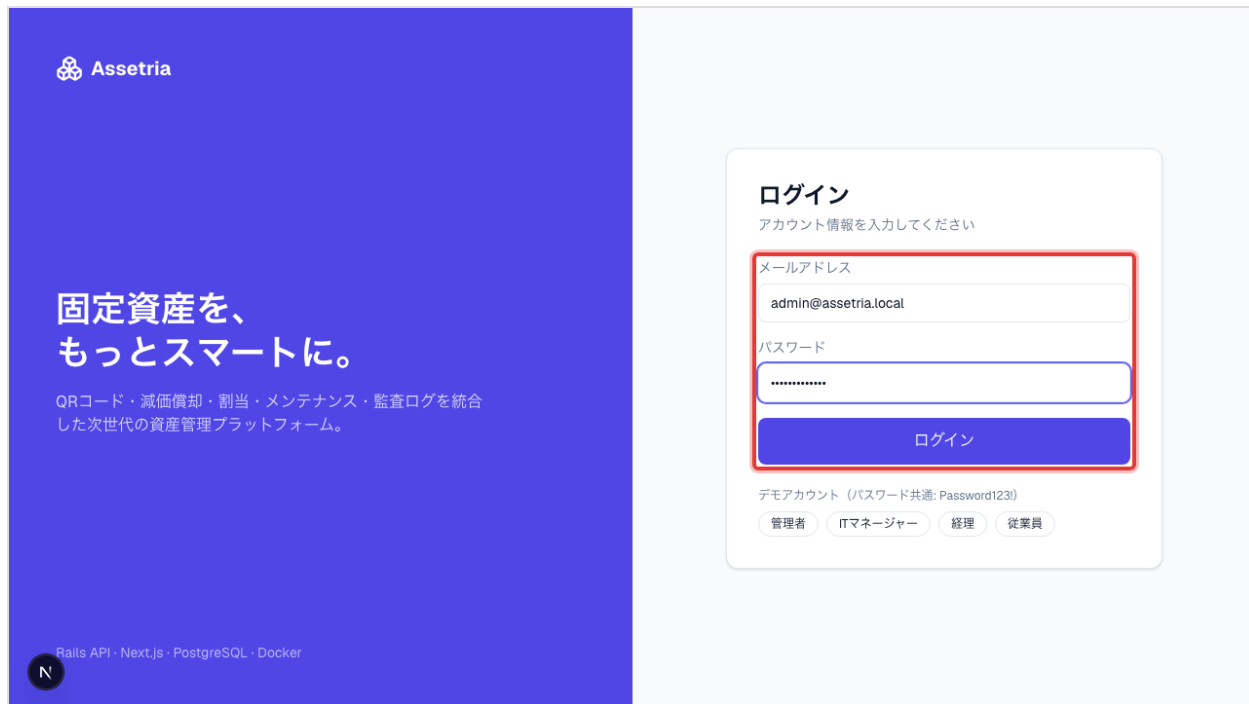 Assetria
固定資産を、
もっとスマートに。
QRコード・減価償却・割当・メンテナンス・監査ログを統合
した次世代の資産管理プラットフォーム。
Rails API · Next.js · PostgreSQL · Docker
N
ログイン
アカウント情報を入力してください
メールアドレス
admin@assetria.local
パスワード
•••••••••••••
ログイン
デモアカウント（パスワード共通: Password123!）
管理者
ITマネージャー
経理
従業員